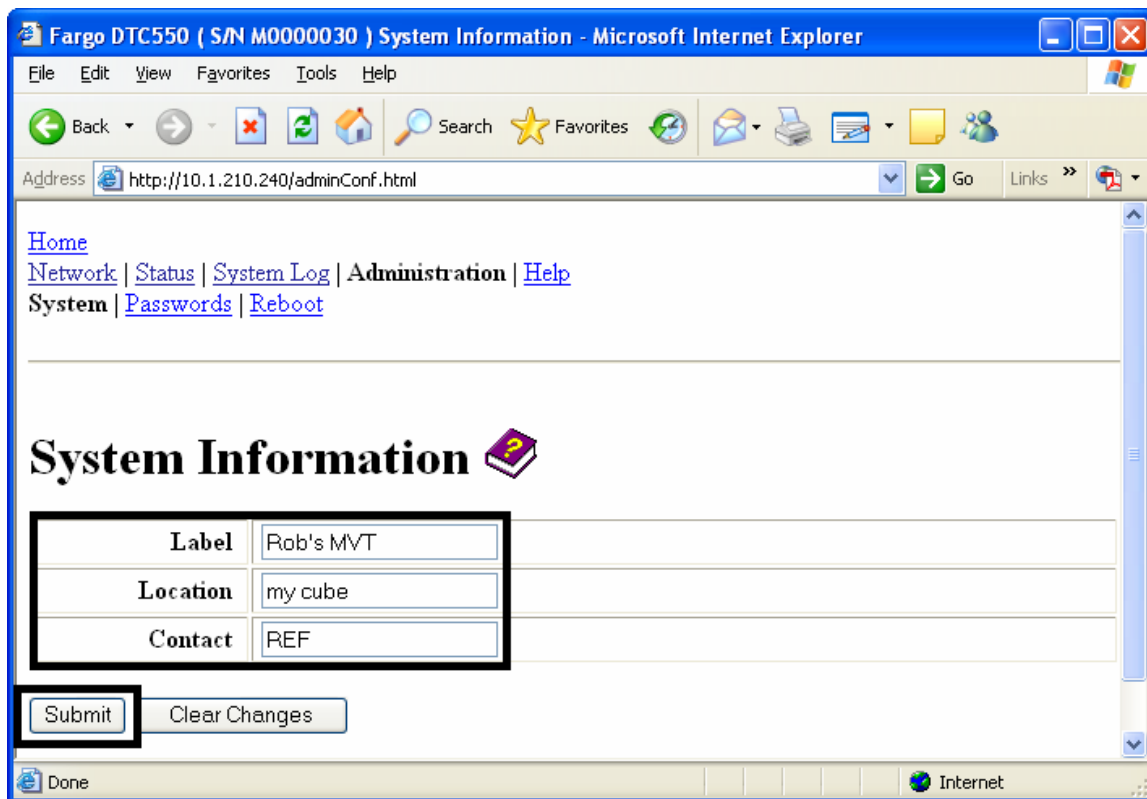 Fargo DTC550 ( S/N M0000030 ) System Information - Microsoft Internet Explorer
File Edit View Favorites Tools Help
Back Search Favorites
Address http://10.1.210.240/adminConf.html Go Links »
Home
Network | Status | System Log | Administration | Help
System | Passwords | Reboot
System Information ?
Label Rob's MVT
Location my cube
Contact REF
Submit Clear Changes
Done Internet